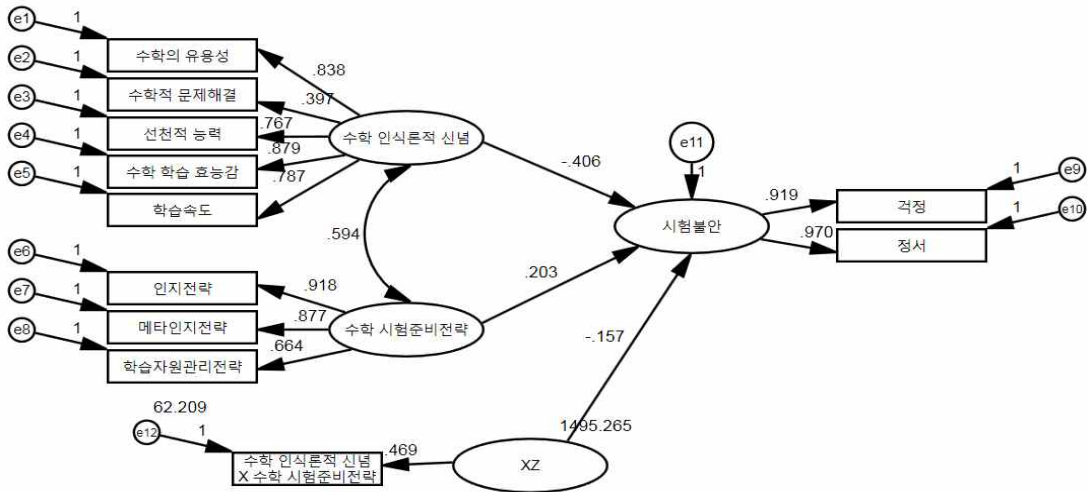 e1
1
수학의 유용성
e2
1
.838
수학적 문제해결
e3
1
.397
선천적 능력
.767
수학 인식론적 신념
e4
1
.879
수학 학습 효능감
e5
1
.787
학습속도
-.406
e11
1
.919
걱정
1
e9
시험불안
.970
정서
1
e10
.594
e6
1
인지전략
.918
.203
e7
1
메타인지전략
.877
수학 시험준비전략
e8
1
.664
학습자원관리전략
-.157
62.209
e12
1
1495.265
.469
수학 인식론적 신념
X 수학 시험준비전략
XZ